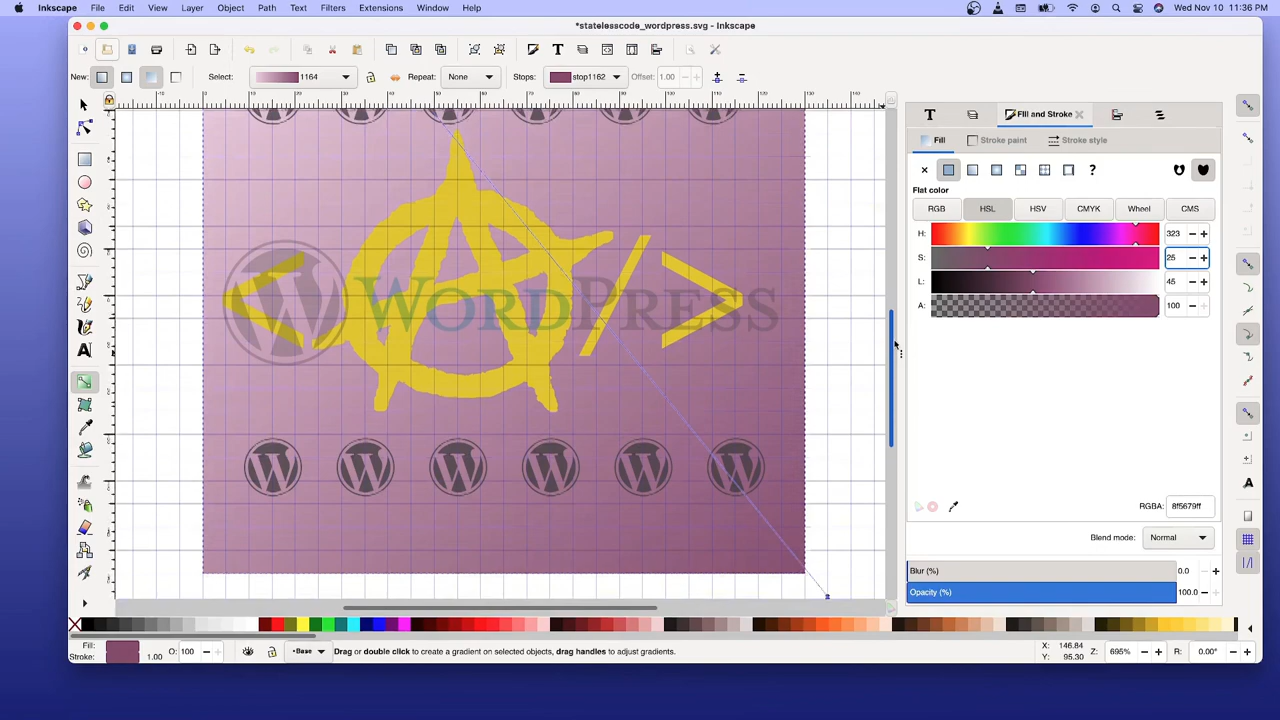 Inkscape File Edit View Layer Object Path Text Filters Extensions Window Help Wed Nov 10 11:36 PM
*statelesscode_wordpress.svg - Inkscape
New: Select: 1164 Repeat: None Stops: stop1162 Offset: 1.00
Fill and Stroke
Fill Stroke paint Stroke style
?
Flat color
RGB HSL HSV CMYK Wheel CMS
H: 323
S: 25
L: 45
A: 100
</>
WORDPRESS
RGBA: 8f5679ff
Blend mode: Normal
Blur (%) 0.0
Opacity (%) 100.0
Fill: O: 100 •Base Drag or double click to create a gradient on selected objects, drag handles to adjust gradients. X: 146.84 Z: 695% R: 0.00°
Stroke: 1.00 Y: 95.30